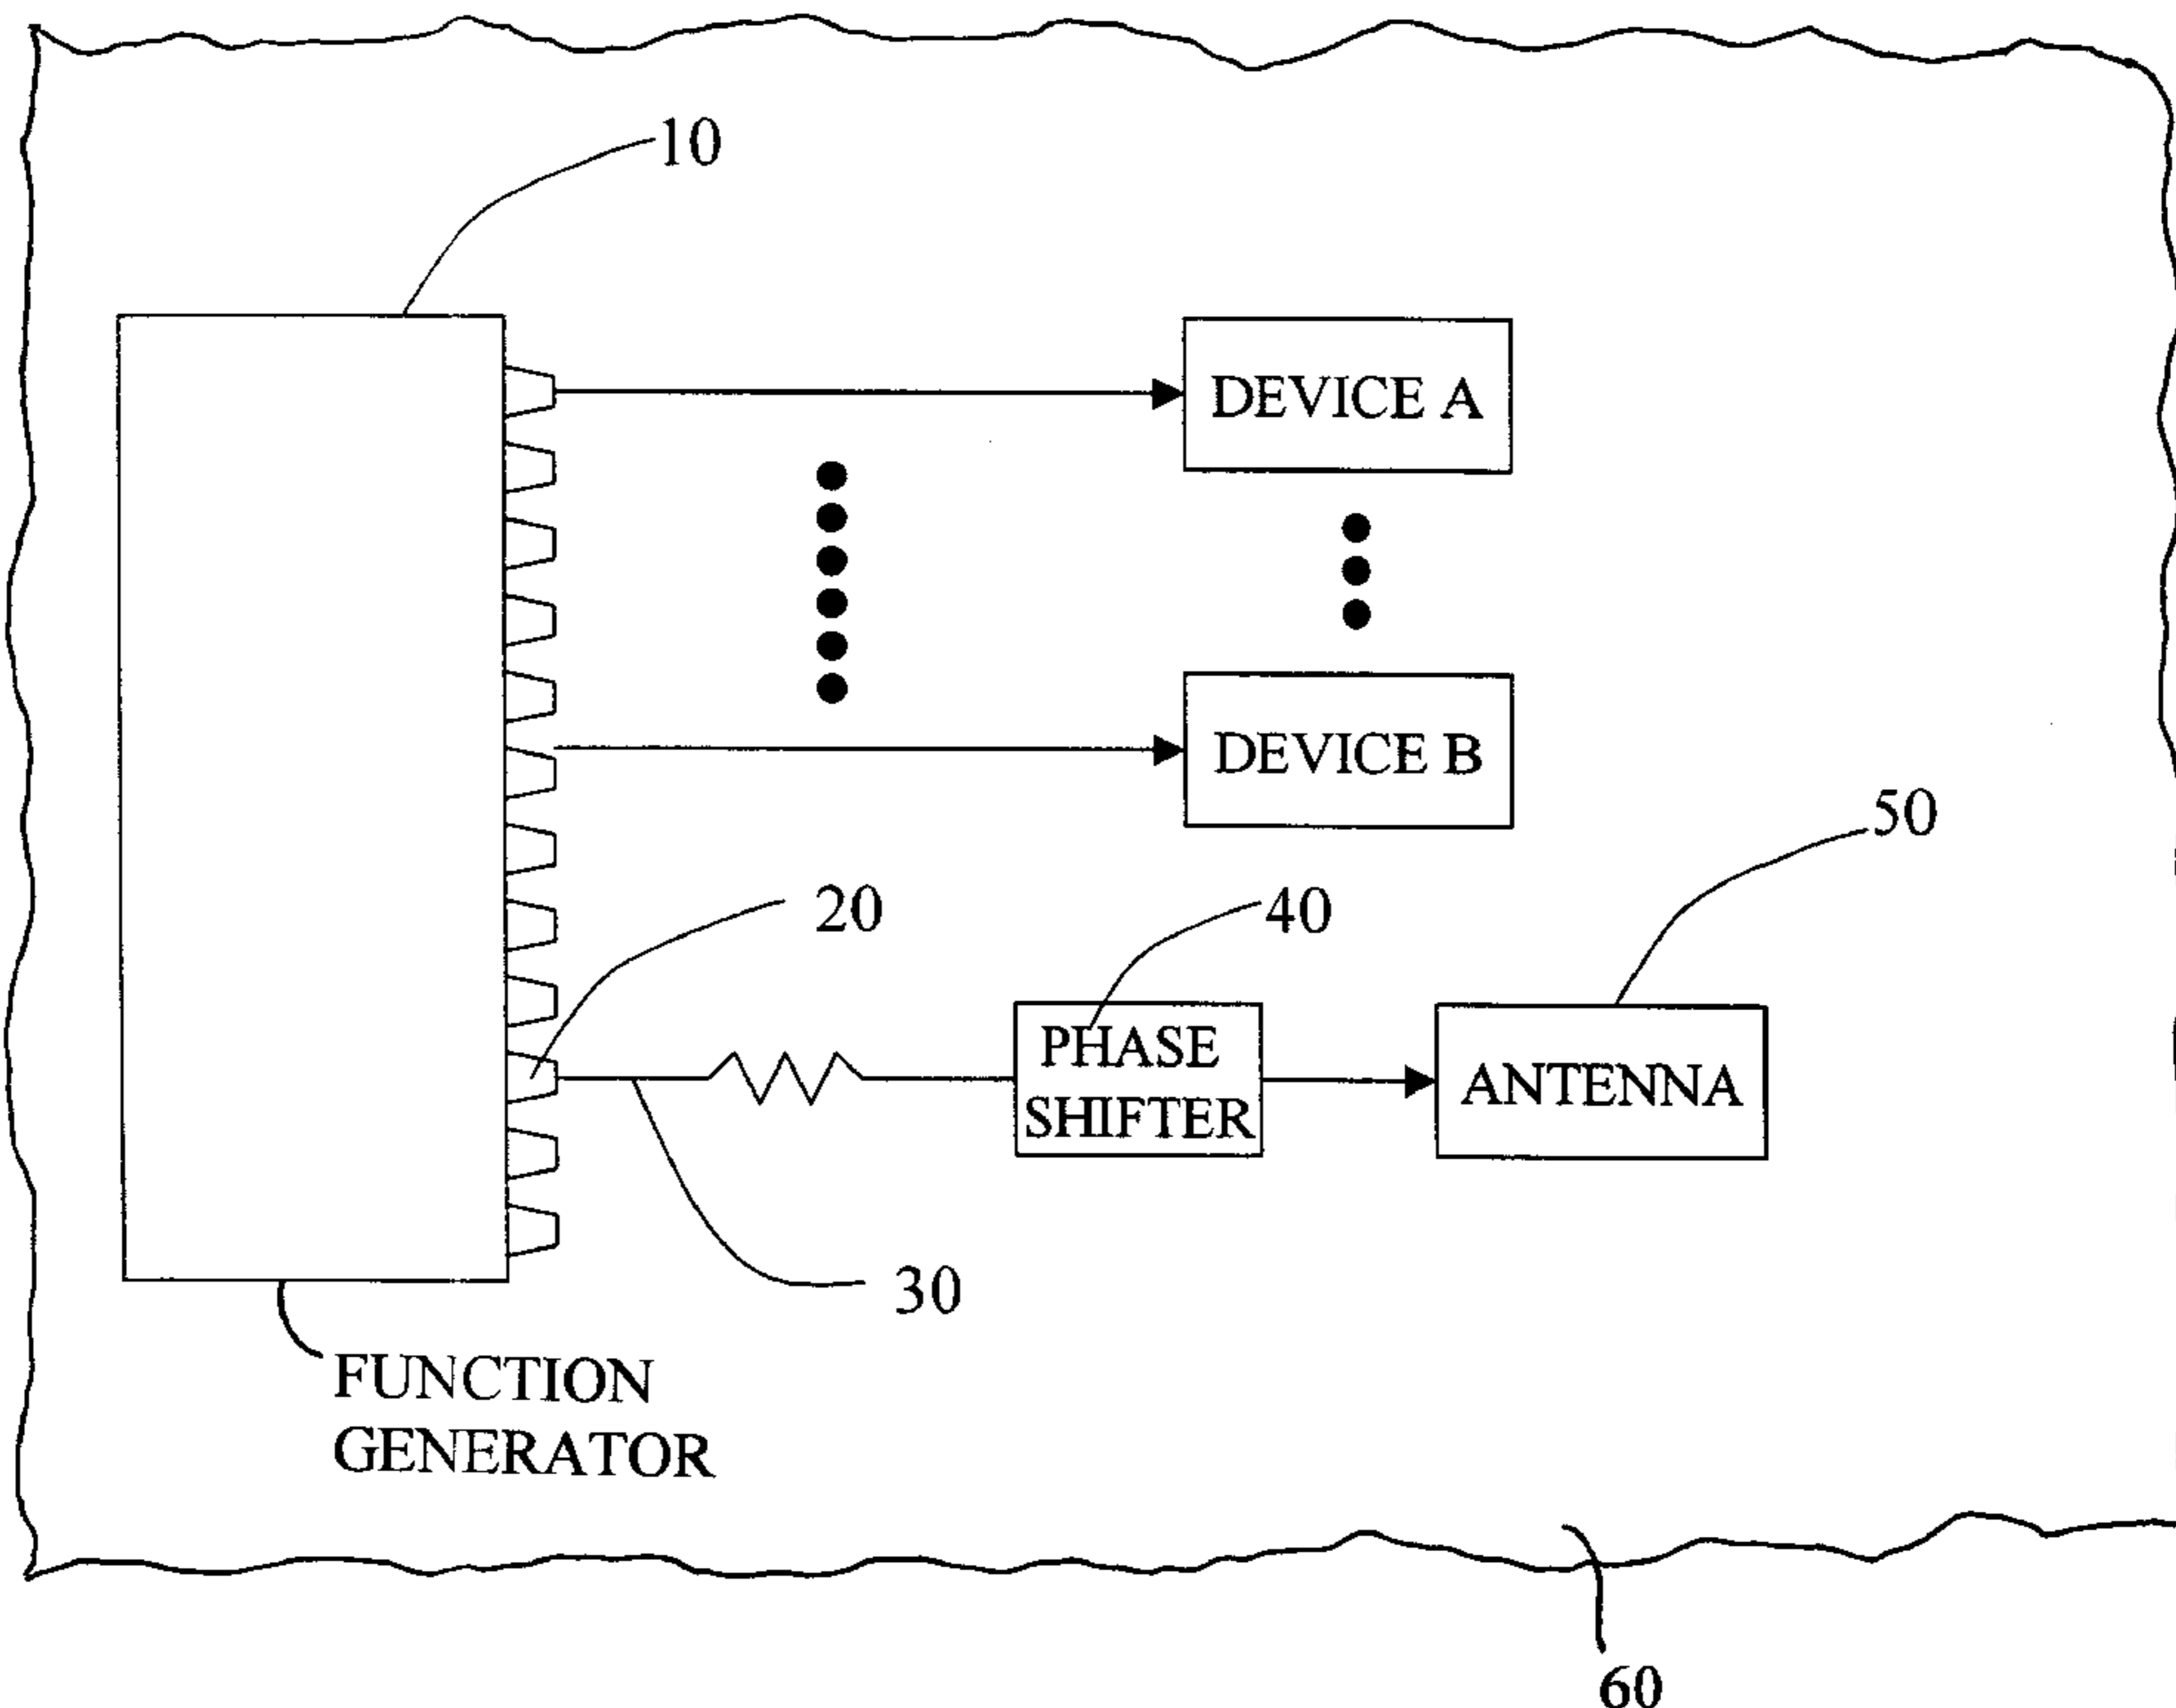 10
DEVICE A
DEVICE B
50
20
40
PHASE
SHIFTER
ANTENNA
30
FUNCTION
GENERATOR
60